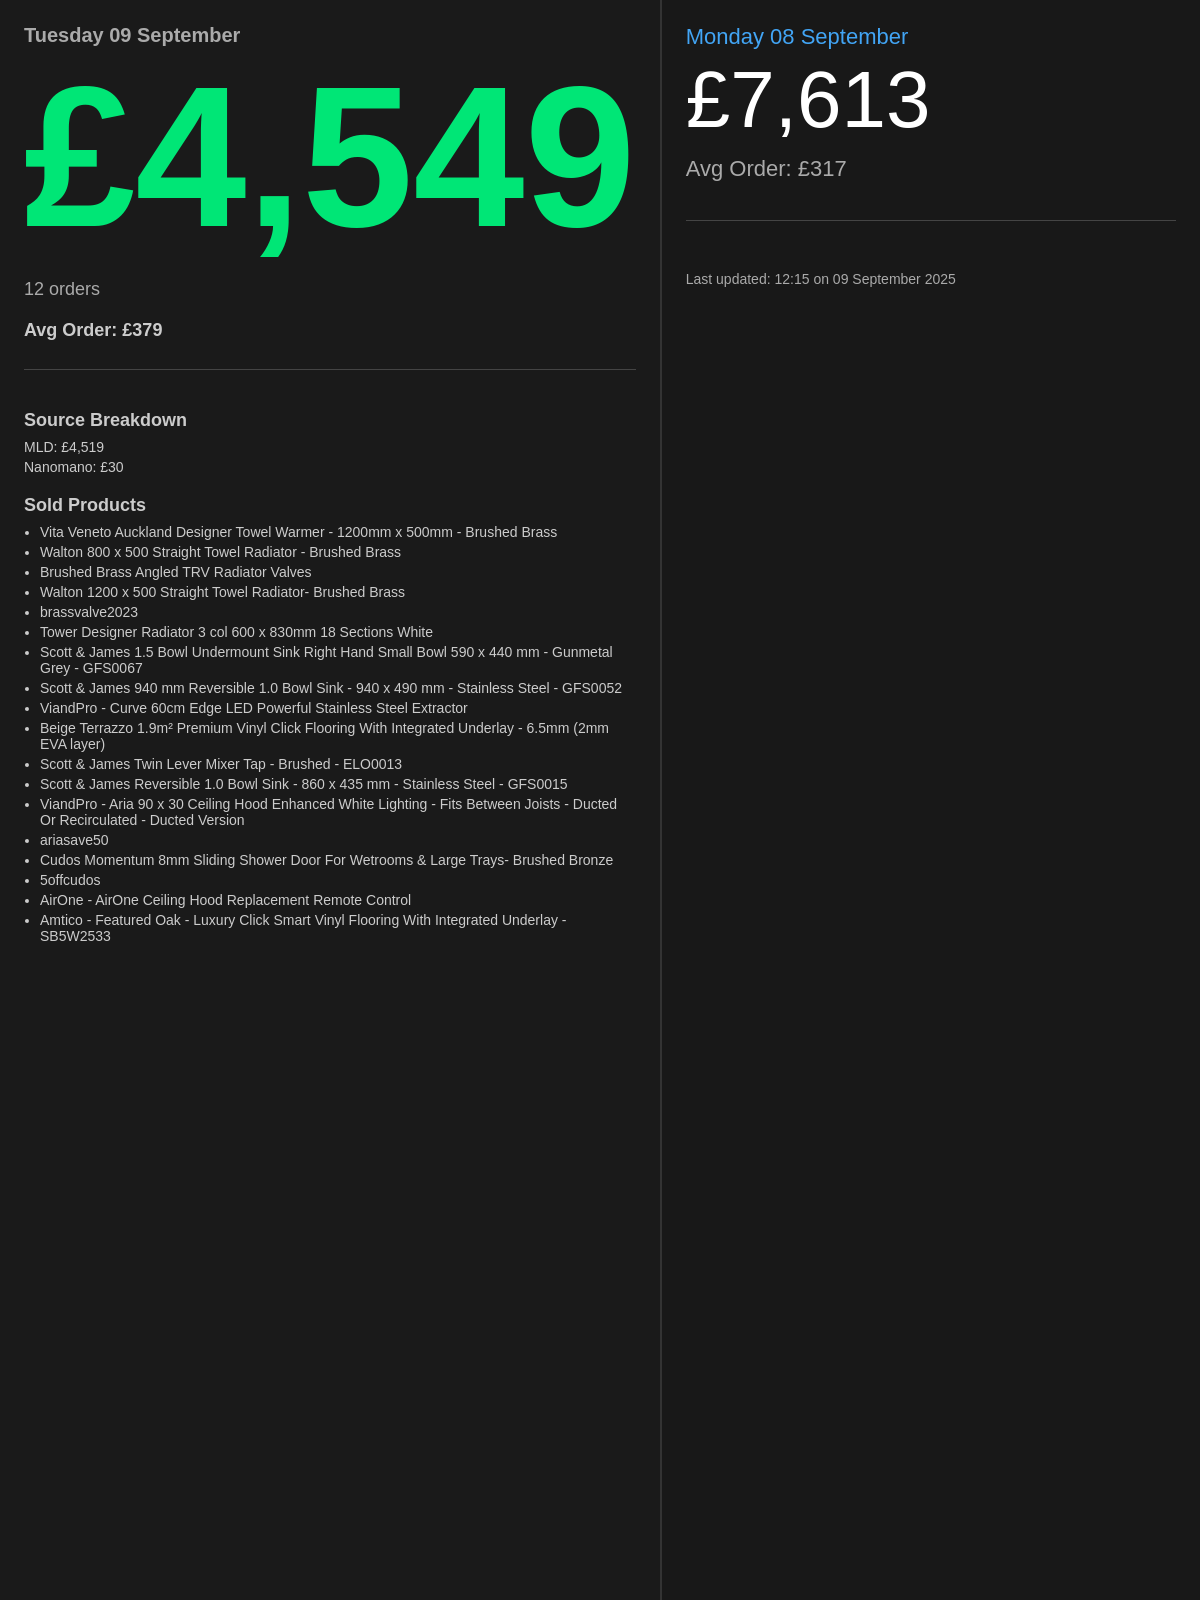 Tuesday 09 September
£4,549
12 orders
Avg Order: £379
Source Breakdown
MLD: £4,519
Nanomano: £30
Sold Products
• Vita Veneto Auckland Designer Towel Warmer - 1200mm x 500mm - Brushed Brass
• Walton 800 x 500 Straight Towel Radiator - Brushed Brass
• Brushed Brass Angled TRV Radiator Valves
• Walton 1200 x 500 Straight Towel Radiator- Brushed Brass
• brassvalve2023
• Tower Designer Radiator 3 col 600 x 830mm 18 Sections White
• Scott & James 1.5 Bowl Undermount Sink Right Hand Small Bowl 590 x 440 mm - Gunmetal
Grey - GFS0067
• Scott & James 940 mm Reversible 1.0 Bowl Sink - 940 x 490 mm - Stainless Steel - GFS0052
• ViandPro - Curve 60cm Edge LED Powerful Stainless Steel Extractor
• Beige Terrazzo 1.9m² Premium Vinyl Click Flooring With Integrated Underlay - 6.5mm (2mm
EVA layer)
• Scott & James Twin Lever Mixer Tap - Brushed - ELO0013
• Scott & James Reversible 1.0 Bowl Sink - 860 x 435 mm - Stainless Steel - GFS0015
• ViandPro - Aria 90 x 30 Ceiling Hood Enhanced White Lighting - Fits Between Joists - Ducted
Or Recirculated - Ducted Version
• ariasave50
• Cudos Momentum 8mm Sliding Shower Door For Wetrooms & Large Trays- Brushed Bronze
• 5offcudos
• AirOne - AirOne Ceiling Hood Replacement Remote Control
• Amtico - Featured Oak - Luxury Click Smart Vinyl Flooring With Integrated Underlay -
SB5W2533
Monday 08 September
£7,613
Avg Order: £317
Last updated: 12:15 on 09 September 2025